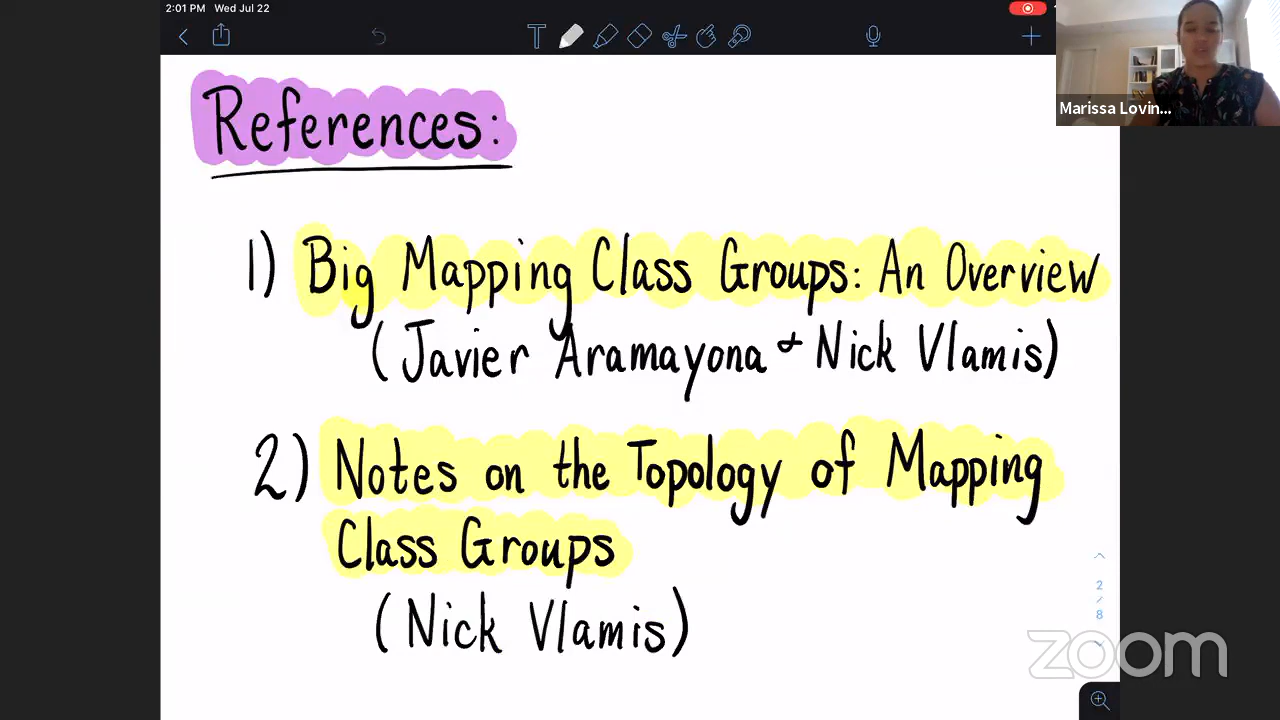 2:01 PM Wed Jul 22
T
References:
1) Big Mapping Class Groups: An Overview
(Javier Aramayona + Nick Vlamis)
2) Notes on the Topology of Mapping
Class Groups
(Nick Vlamis)
2
/
8
Marissa Lovin...
zoom